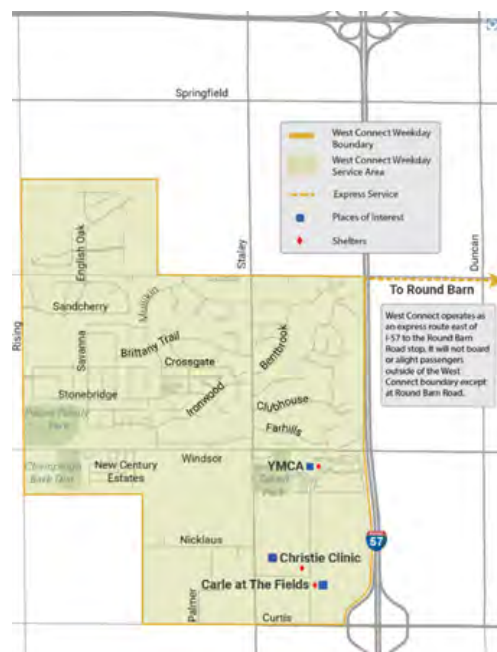 Springfield
West Connect Weekday
Boundary
West Connect Weekday
Service Area
Express Service
Places of Interest
Shelters
English Oak
Staley
Duncan
To Round Barn
Mullikin
Sandcherry
Rising
Savanna
Brittany Trail
Crossgate
Bentbrook
West Connect operates as
an express route east of
I-57 to the Round Barn
Road stop. It will not board
or alight passengers
outside of the West
Connect boundary except
at Round Barn Road.
Stonebridge
Ironwood
Clubhouse
Park
Farhills
Windsor
New Century
Estates
YMCA
Park
Nicklaus
57
Christie Clinic
Carle at The Fields
Palmer
Curtis